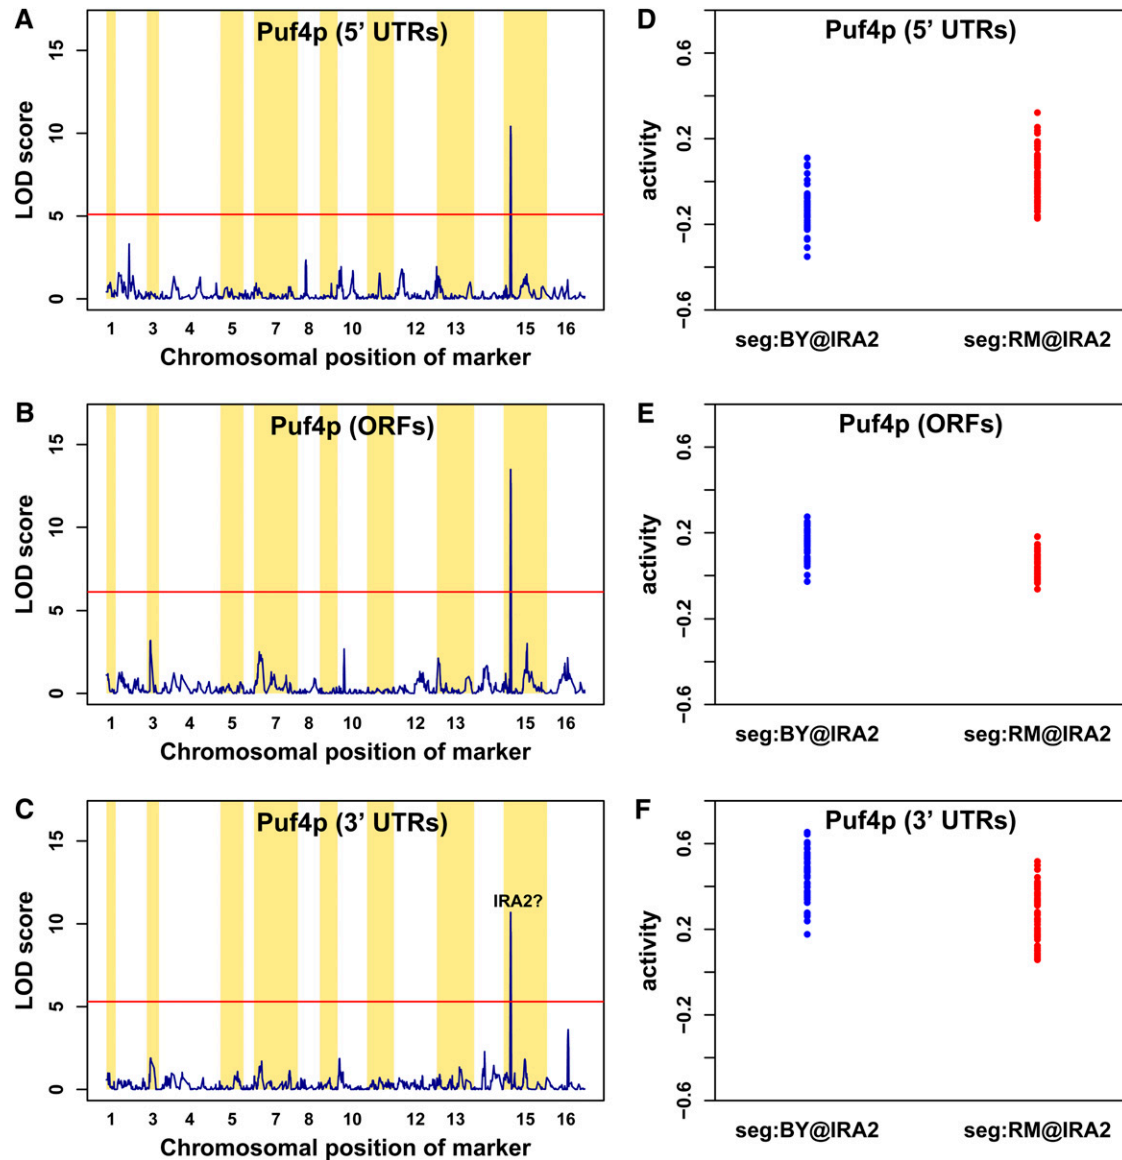 A
Puf4p (5’ UTRs)
LOD score
15
10
5
0
1 3 5 7 8 10 12 13 15 16
Chromosomal position of marker
D
Puf4p (5’ UTRs)
activity
0.6
0.2
−0.2
−0.6
seg:BY@IRA2 seg:RM@IRA2
B
Puf4p (ORFs)
LOD score
15
10
5
0
1 3 5 7 8 10 12 13 15 16
Chromosomal position of marker
E
Puf4p (ORFs)
activity
0.6
0.2
−0.2
−0.6
seg:BY@IRA2 seg:RM@IRA2
C
Puf4p (3’ UTRs)
IRA2?
LOD score
15
10
5
0
1 3 5 7 8 10 12 13 15 16
Chromosomal position of marker
F
Puf4p (3’ UTRs)
activity
0.6
0.2
−0.2
−0.6
seg:BY@IRA2 seg:RM@IRA2